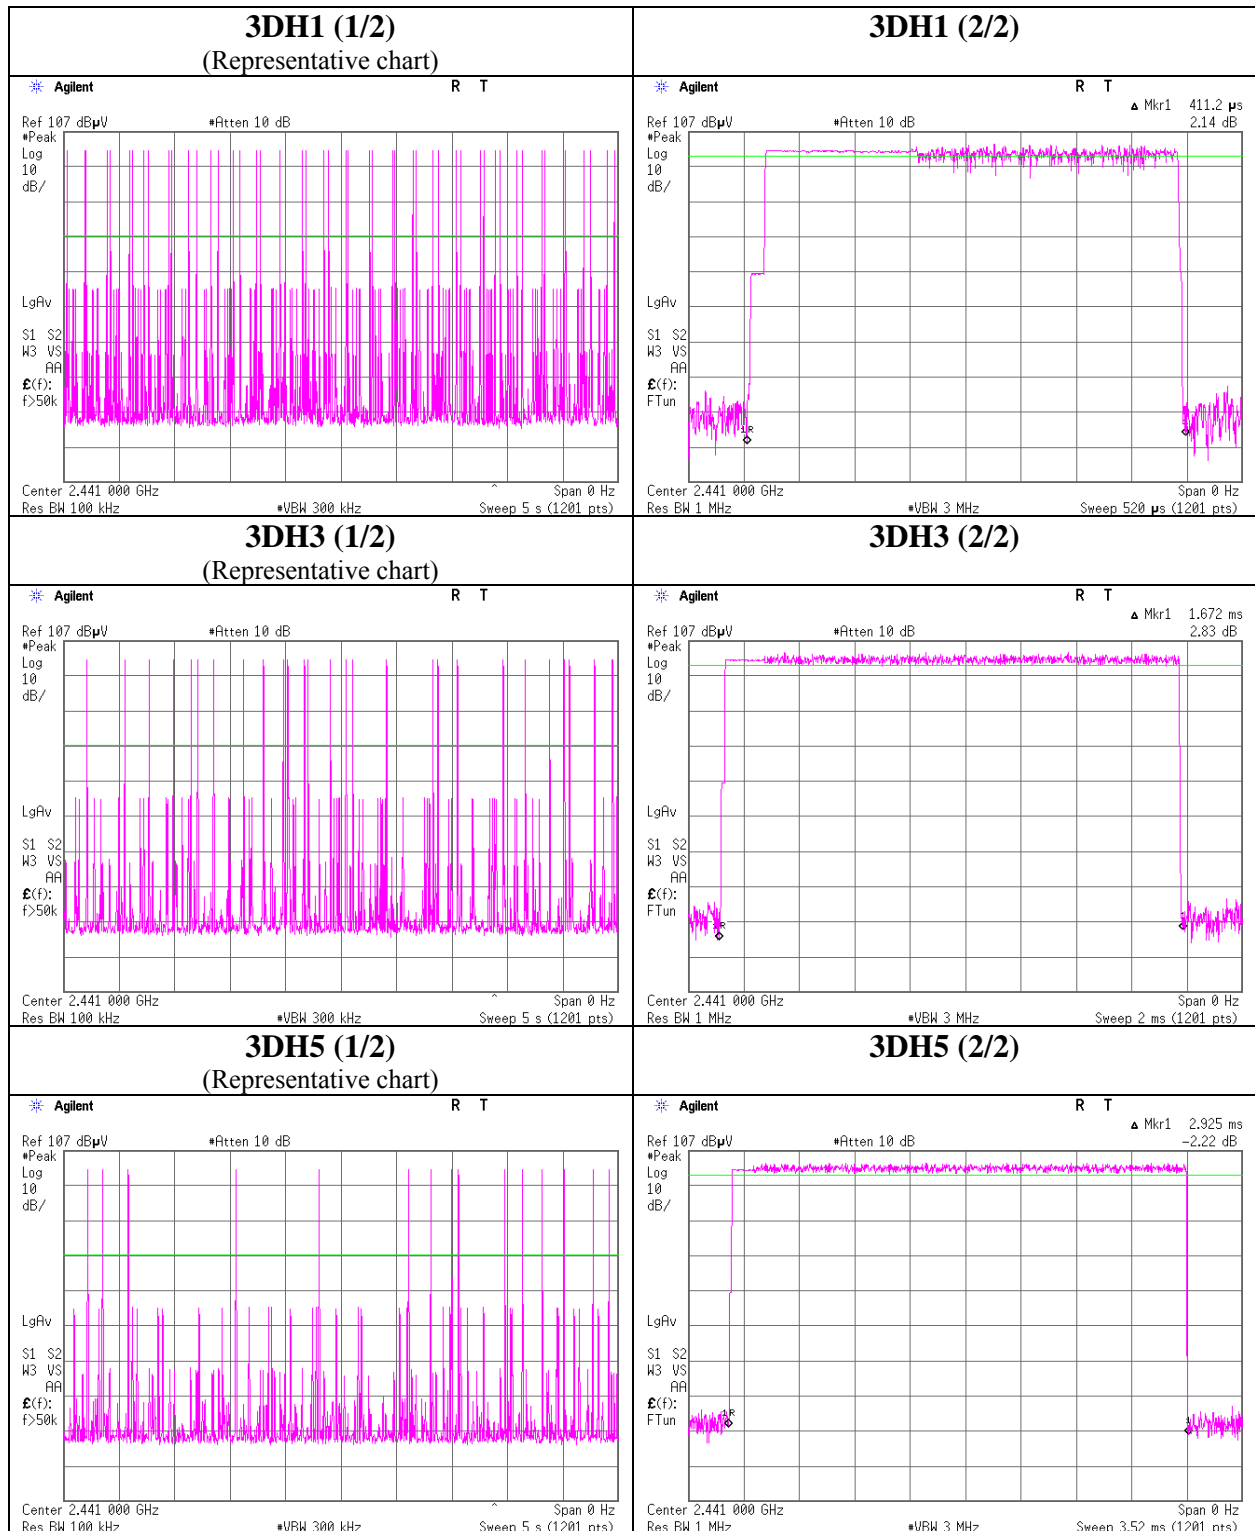 3DH1 (1/2)
(Representative chart)
3DH1 (2/2)
Agilent R T
Ref 107 dBµV #Atten 10 dB
#Peak
Log
10
dB/
LgAv
S1 S2
W3 VS
AA
£(f):
f>50k
Center 2.441 000 GHz ^ Span 0 Hz
Res BW 100 kHz #VBW 300 kHz Sweep 5 s (1201 pts)
Agilent R T
Δ Mkr1 411.2 µs
Ref 107 dBµV #Atten 10 dB 2.14 dB
#Peak
Log
10
dB/
1R
LgAv
S1 S2
W3 VS
AA
£(f):
FTun
Center 2.441 000 GHz Span 0 Hz
Res BW 1 MHz #VBW 3 MHz Sweep 520 µs (1201 pts)
3DH3 (1/2)
(Representative chart)
3DH3 (2/2)
Agilent R T
Ref 107 dBµV #Atten 10 dB
#Peak
Log
10
dB/
LgAv
S1 S2
W3 VS
AA
£(f):
f>50k
Center 2.441 000 GHz ^ Span 0 Hz
Res BW 100 kHz #VBW 300 kHz Sweep 5 s (1201 pts)
Agilent R T
Δ Mkr1 1.672 ms
Ref 107 dBµV #Atten 10 dB 2.83 dB
#Peak
Log
10
dB/
LgAv
S1 S2
W3 VS
AA
£(f):
FTun
R 1
Center 2.441 000 GHz Span 0 Hz
Res BW 1 MHz #VBW 3 MHz Sweep 2 ms (1201 pts)
3DH5 (1/2)
(Representative chart)
3DH5 (2/2)
Agilent R T
Ref 107 dBµV #Atten 10 dB
#Peak
Log
10
dB/
LgAv
S1 S2
W3 VS
AA
£(f):
f>50k
Center 2.441 000 GHz ^ Span 0 Hz
Res BW 100 kHz #VBW 300 kHz Sweep 5 s (1201 pts)
Agilent R T
Δ Mkr1 2.925 ms
Ref 107 dBµV #Atten 10 dB -2.22 dB
#Peak
Log
10
dB/
LgAv
S1 S2
W3 VS
AA
£(f):
FTun
1R 1
Center 2.441 000 GHz Span 0 Hz
Res BW 1 MHz #VBW 3 MHz Sweep 3.52 ms (1201 pts)